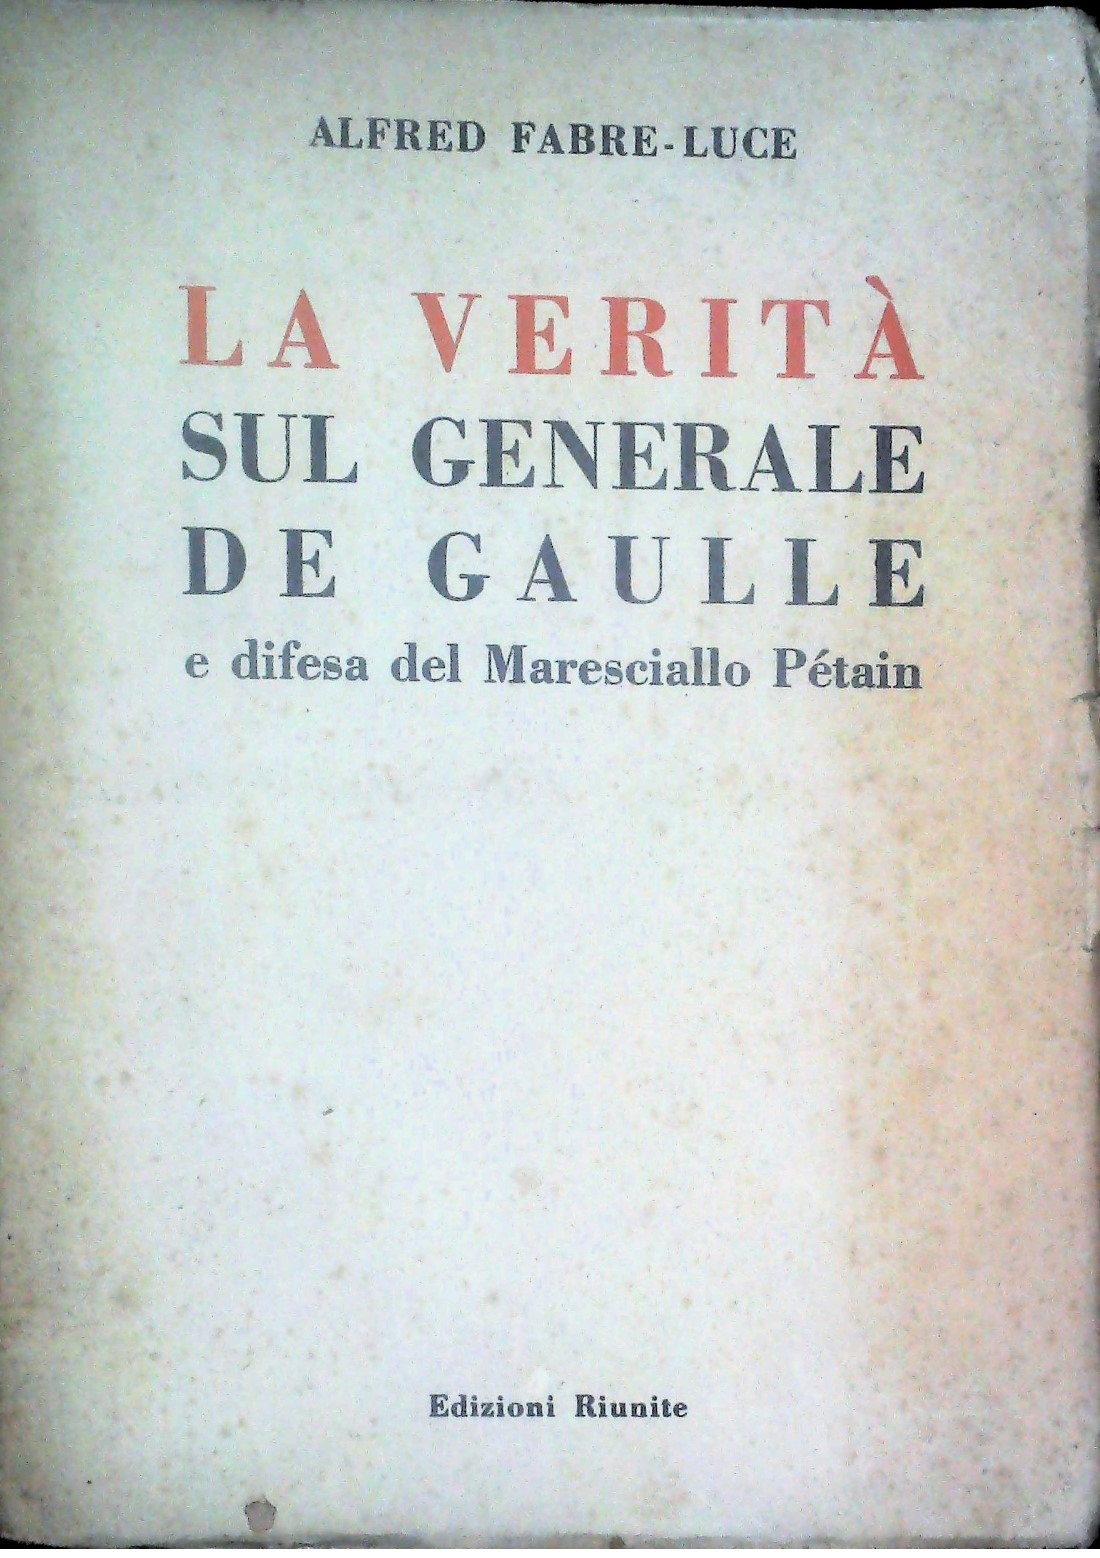 ALFRED FABRE-LUCE
LA VERITÀ
SUL GENERALE
DE GAULLE
e difesa del Maresciallo Pétain
Edizioni Riunite